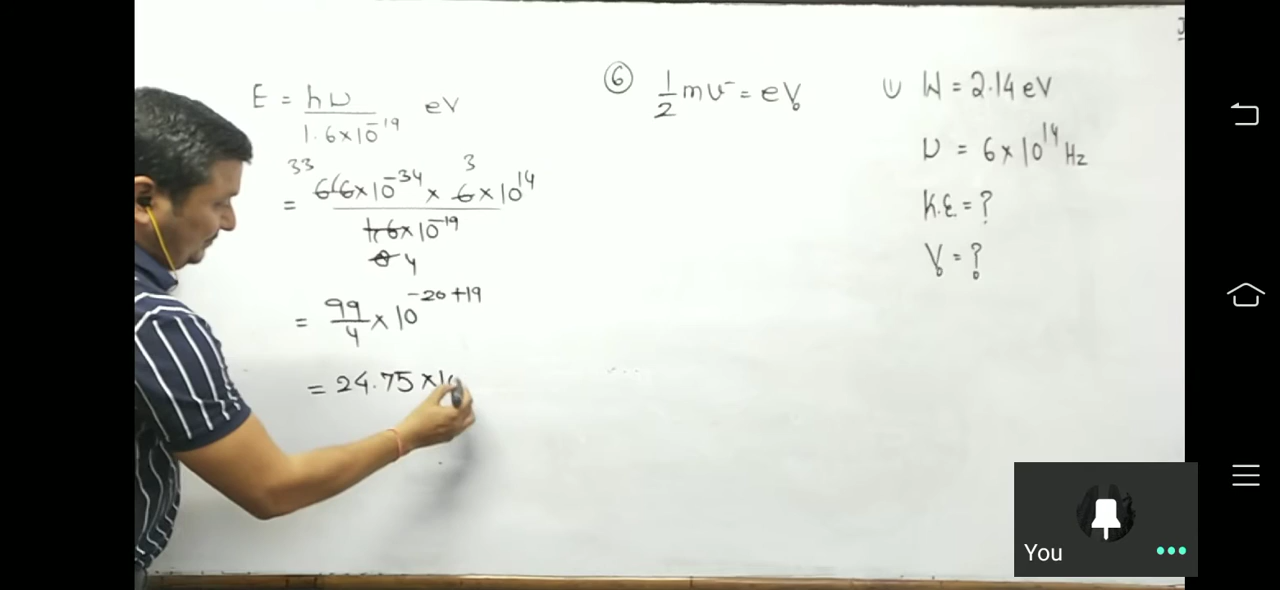 E = hν / 1.6×10⁻¹⁹ eV
33 3
= 6.6×10⁻³⁴ × 6×10¹⁴ / 1.6×10⁻¹⁹
8 4
= 99/4 × 10⁻²⁰⁺¹⁹
= 24.75 × 1
⑥ 1/2 mv² = eV₀
1) W = 2.14 eV
ν = 6×10¹⁴ Hz
K.E. = ?
V₀ = ?
You